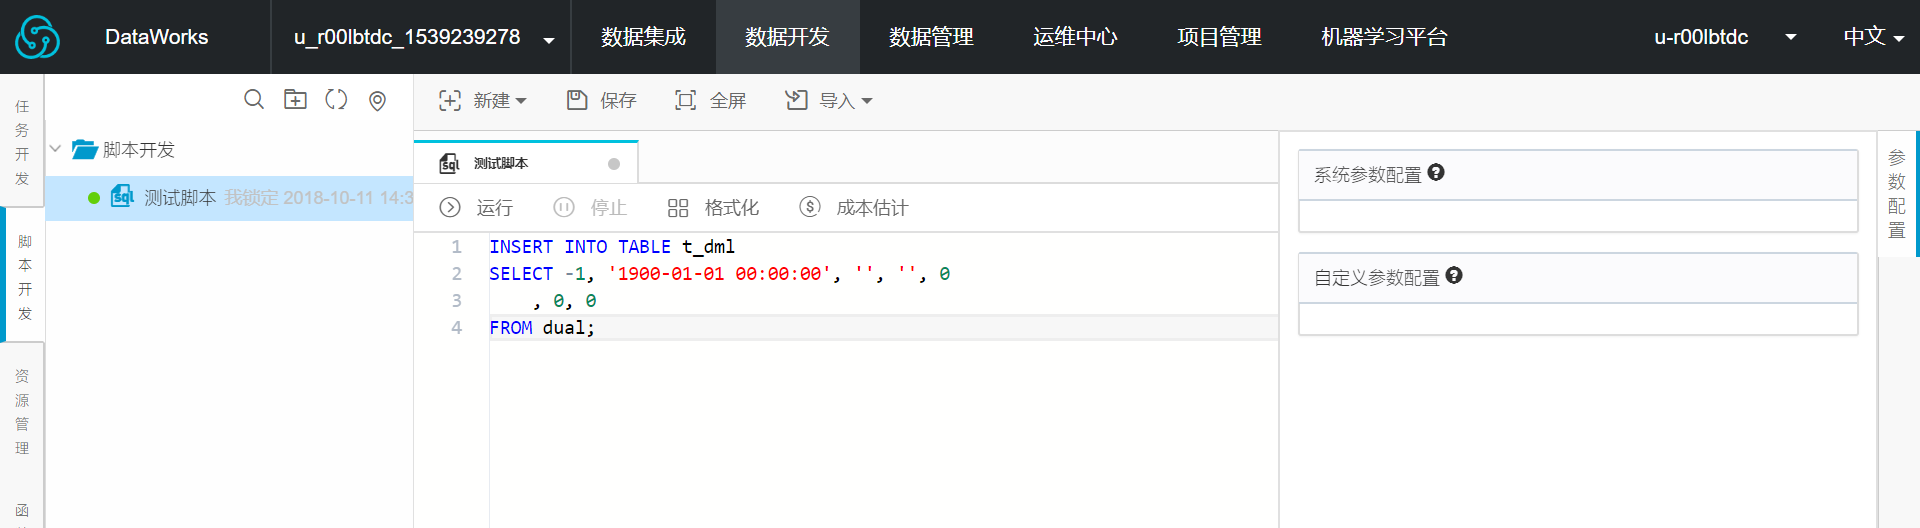 DataWorks
u_r00lbtdc_1539239278
数据集成
数据开发
数据管理
运维中心
项目管理
机器学习平台
u-r00lbtdc
中文
任务开发
脚本开发
资源管理
函
脚本开发
测试脚本 我锁定 2018-10-11 14:3
新建
保存
全屏
导入
sql 测试脚本
运行
停止
格式化
成本估计
1 INSERT INTO TABLE t_dml
2 SELECT -1, '1900-01-01 00:00:00', '', '', 0
3 , 0, 0
4 FROM dual;
系统参数配置
自定义参数配置
参数配置